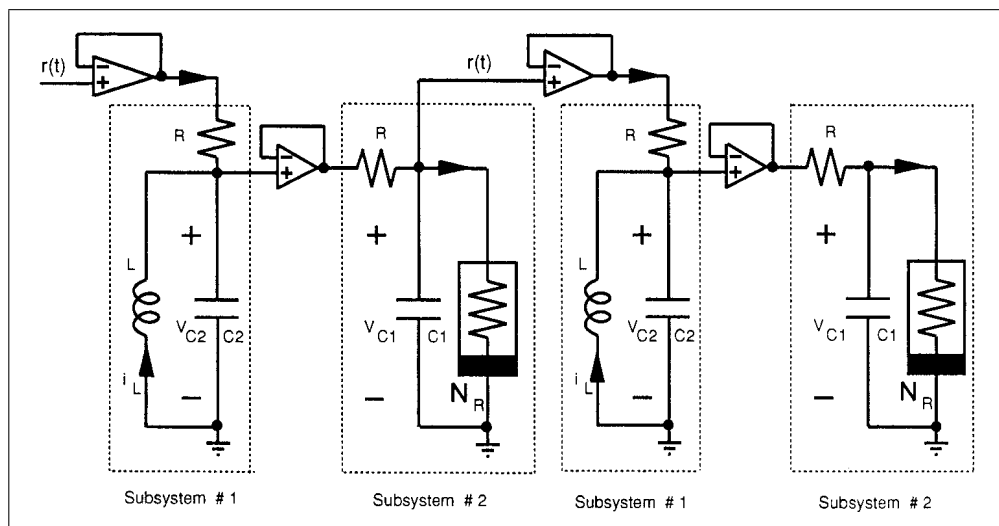 r(t)
r(t)
R
R
R
R
L
L
V C2 C2
V C1 C1
V C2 C2
V C1 C1
i L
N R
i L
N R
Subsystem # 1
Subsystem # 2
Subsystem # 1
Subsystem # 2